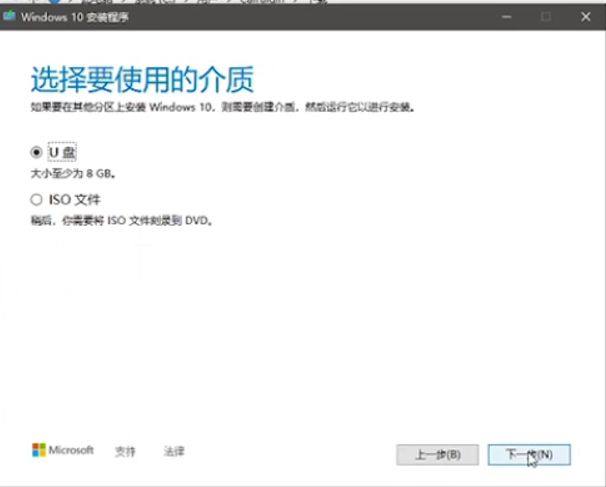 Windows 10 安装程序
选择要使用的介质
如果要在其他分区上安装 Windows 10，则需要创建介质，然后运行它以进行安装。
U 盘
大小至少为 8 GB。
ISO 文件
稍后，你需要将 ISO 文件刻录到 DVD。
Microsoft 支持 法律 上一步(B) 下一步(N)